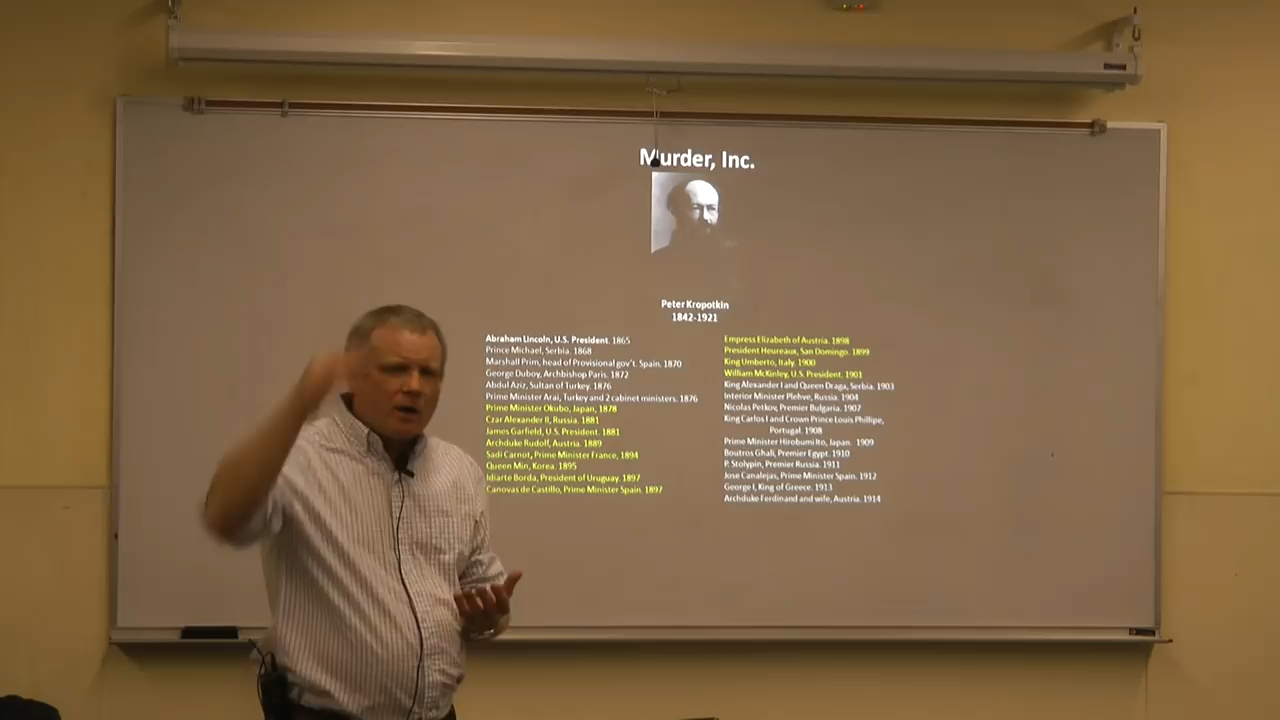 Murder, Inc.
Peter Kropotkin
1842-1921
Abraham Lincoln, U.S. President. 1865
Prince Michael, Serbia. 1868
Marshall Prim, head of Provisional gov't. Spain. 1870
George Duboy, Archbishop Paris. 1872
Abdul Aziz, Sultan of Turkey. 1876
Prime Minister Arai, Turkey and 2 cabinet ministers. 1876
Prime Minister Okubo, Japan, 1878
Czar Alexander II, Russia. 1881
James Garfield, U.S. President. 1881
Archduke Rudolf, Austria. 1889
Sadi Carnot, Prime Minister France, 1894
Queen Min, Korea. 1895
Idiarte Borda, President of Uruguay. 1897
Canovas de Castillo, Prime Minister Spain. 1897
Empress Elizabeth of Austria. 1898
President Heureaux, San Domingo. 1899
King Umberto, Italy. 1900
William McKinley, U.S. President. 1901
King Alexander I and Queen Draga, Serbia. 1903
Interior Minister Plehve, Russia. 1904
Nicolas Petkov, Premier Bulgaria. 1907
King Carlos I and Crown Prince Louis Phillipe,
Portugal. 1908
Prime Minister Hirobumi Ito, Japan. 1909
Boutros Ghali, Premier Egypt. 1910
P. Stolypin, Premier Russia. 1911
Jose Canalejas, Prime Minister Spain. 1912
George I, King of Greece. 1913
Archduke Ferdinand and wife, Austria. 1914